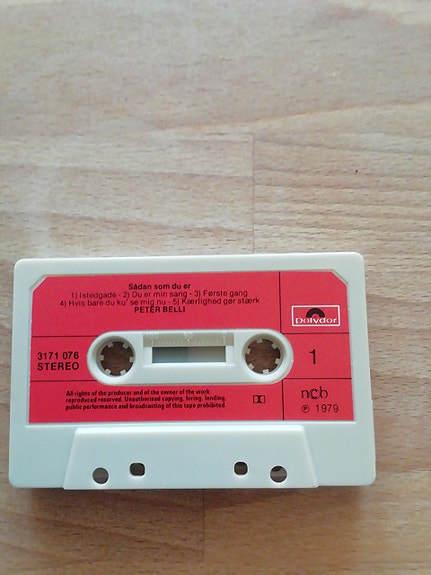 Sådan som du er
1) Istedgade - 2) Du er min sang - 3) Første gang
4) Hvis bare du ku' se mig nu - 5) Kærlighed gør stærk
PETER BELLI
polydor
3171 076
STEREO
1
All rights of the producer and of the owner of the work
reproduced reserved. Unauthorized copying, hiring, lending,
public performance and broadcasting of this tape prohibited.
ncb
℗ 1979